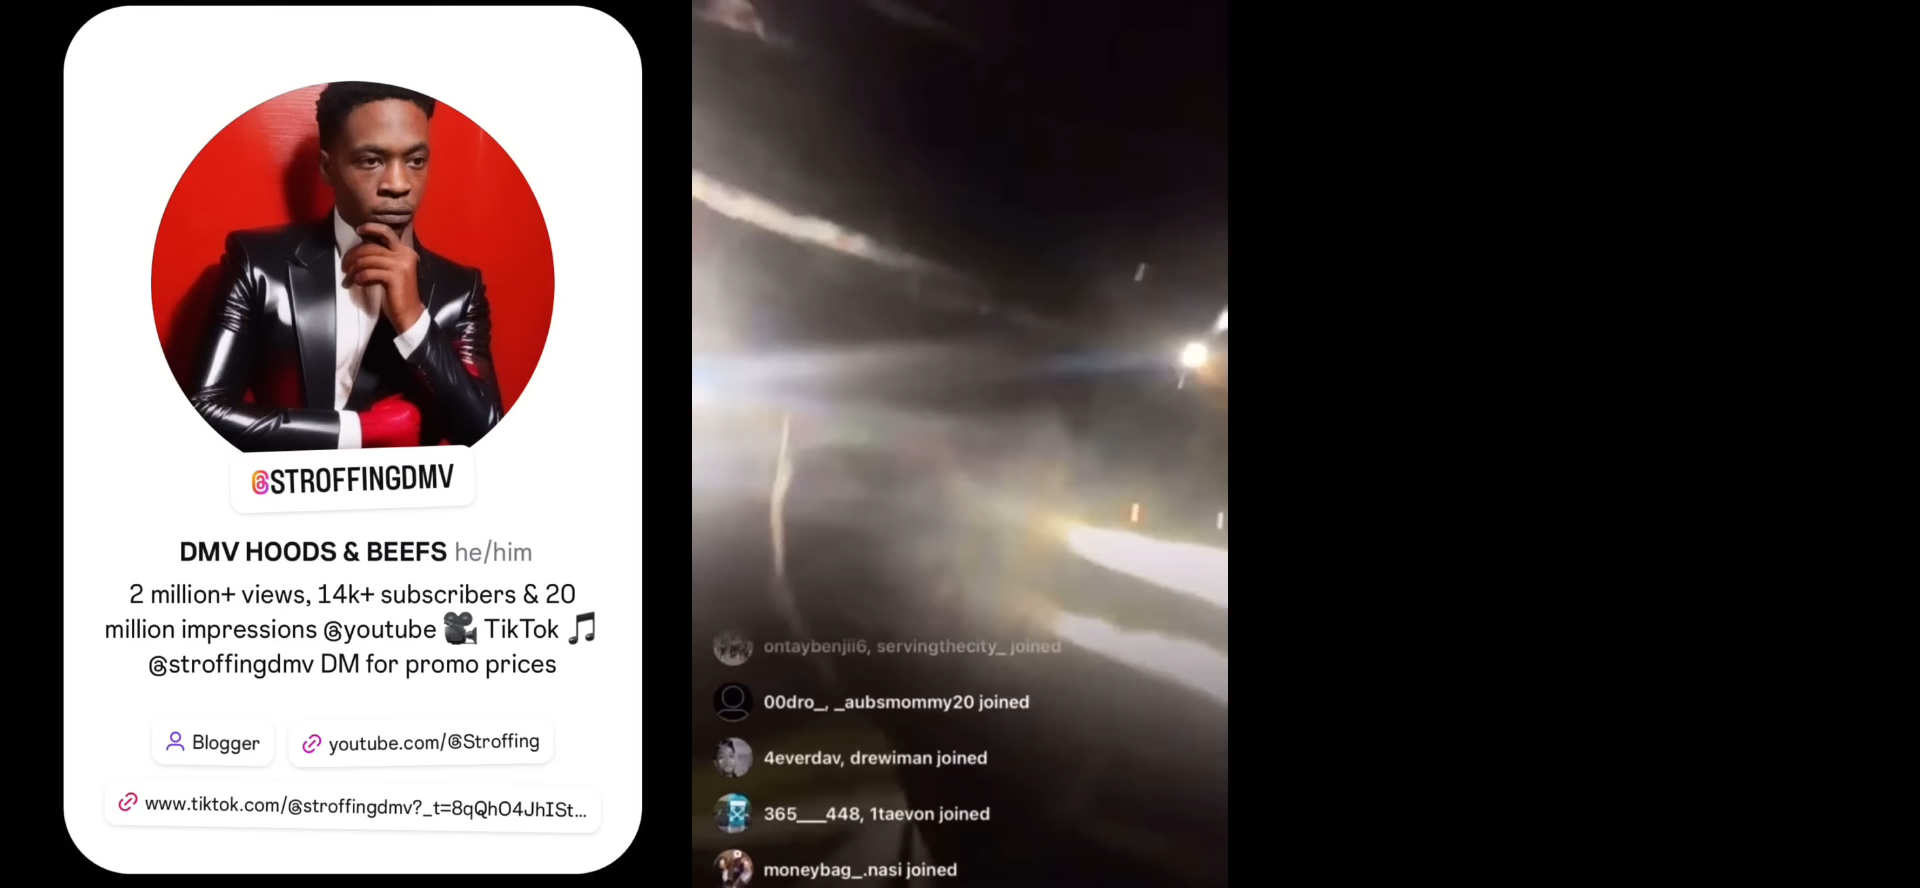 @STROFFINGDMV
DMV HOODS & BEEFS he/him
2 million+ views, 14k+ subscribers & 20
million impressions @youtube 🎥 TikTok 🎵
@stroffingdmv DM for promo prices
Blogger
youtube.com/@Stroffing
www.tiktok.com/@stroffingdmv?_t=8qQhO4JhISt...
ontaybenjii6, servingthecity_ joined
00dro_, _aubsmommy20 joined
4everdav, drewiman joined
365___448, 1taevon joined
moneybag_.nasi joined